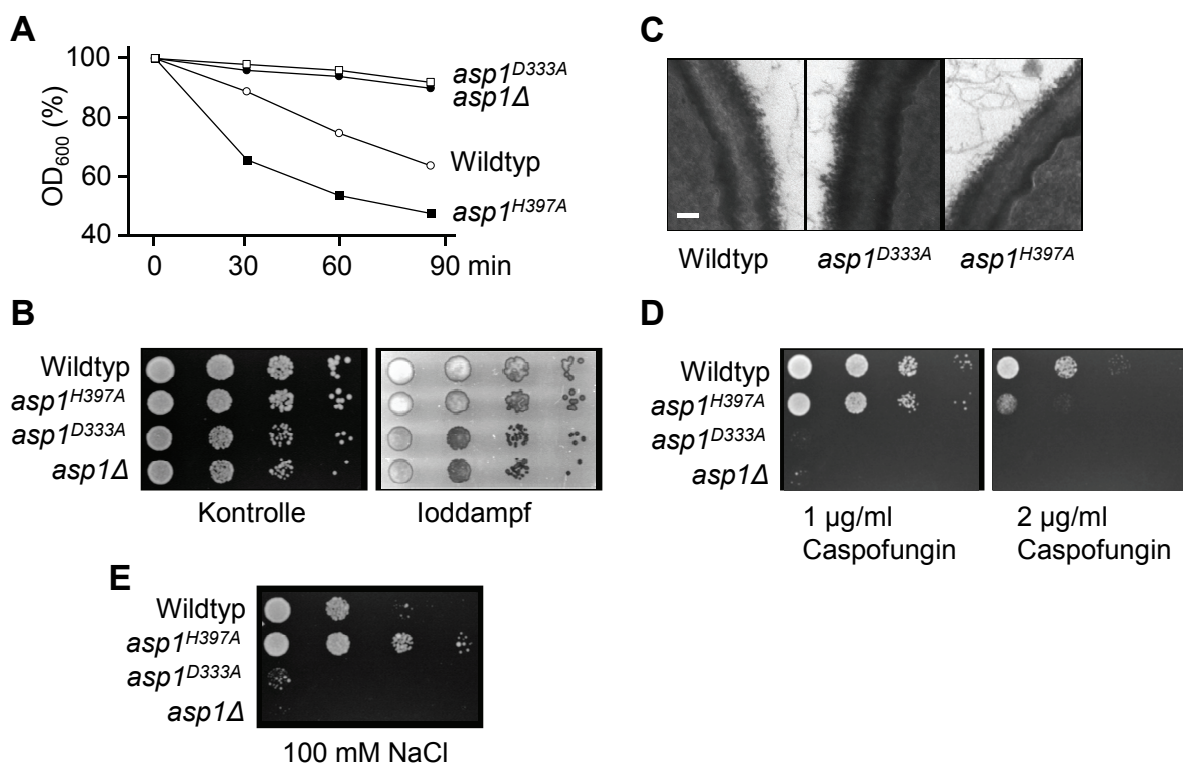 A
OD₆₀₀ (%)
100
80
60
40
0 30 60 90 min
asp1ᴰ³³³ᴬ
asp1Δ
Wildtyp
asp1ᴴ³⁹⁷ᴬ
C
Wildtyp asp1ᴰ³³³ᴬ asp1ᴴ³⁹⁷ᴬ
B
Wildtyp
asp1ᴴ³⁹⁷ᴬ
asp1ᴰ³³³ᴬ
asp1Δ
Kontrolle Ioddampf
D
Wildtyp
asp1ᴴ³⁹⁷ᴬ
asp1ᴰ³³³ᴬ
asp1Δ
1 µg/ml
Caspofungin
2 µg/ml
Caspofungin
E
Wildtyp
asp1ᴴ³⁹⁷ᴬ
asp1ᴰ³³³ᴬ
asp1Δ
100 mM NaCl